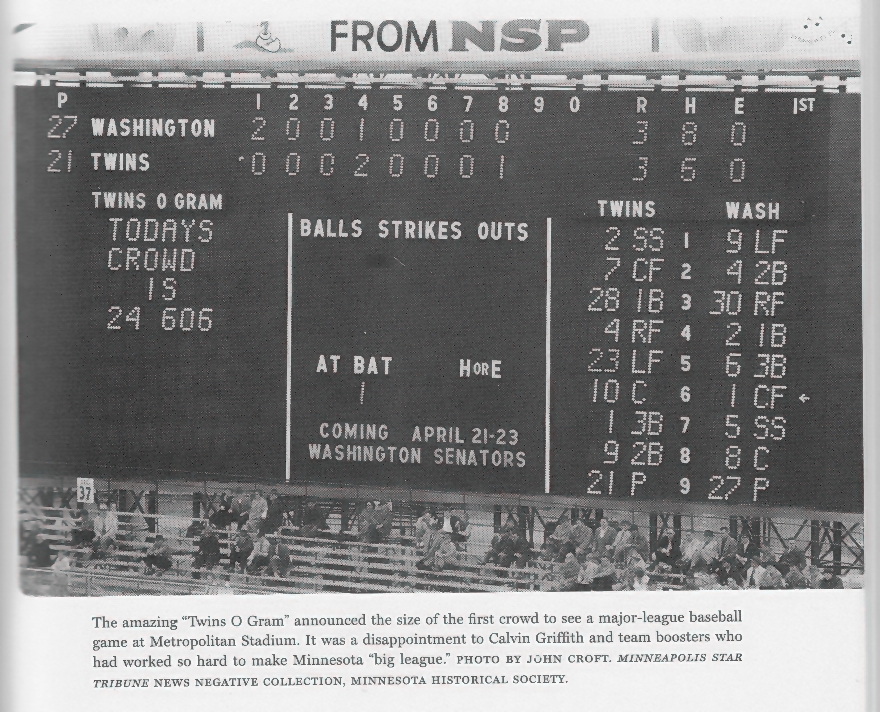 FROM NSP
P 1 2 3 4 5 6 7 8 9 0 R H E 1ST
27 WASHINGTON 2 0 0 1 0 0 0 0 3 8 0
21 TWINS 0 0 0 2 0 0 0 1 3 6 0
TWINS O GRAM
TODAYS
CROWD
IS
24 606
BALLS STRIKES OUTS
AT BAT H OR E
1
COMING APRIL 21-23
WASHINGTON SENATORS
TWINS WASH
2 SS 1 9 LF
7 CF 2 4 2B
28 1B 3 30 RF
4 RF 4 2 1B
23 LF 5 6 3B
10 C 6 1 CF ←
1 3B 7 5 SS
9 2B 8 8 C
21 P 9 27 P
37
The amazing “Twins O Gram” announced the size of the first crowd to see a major-league baseball
game at Metropolitan Stadium. It was a disappointment to Calvin Griffith and team boosters who
had worked so hard to make Minnesota “big league.” PHOTO BY JOHN CROFT. MINNEAPOLIS STAR
TRIBUNE NEWS NEGATIVE COLLECTION, MINNESOTA HISTORICAL SOCIETY.